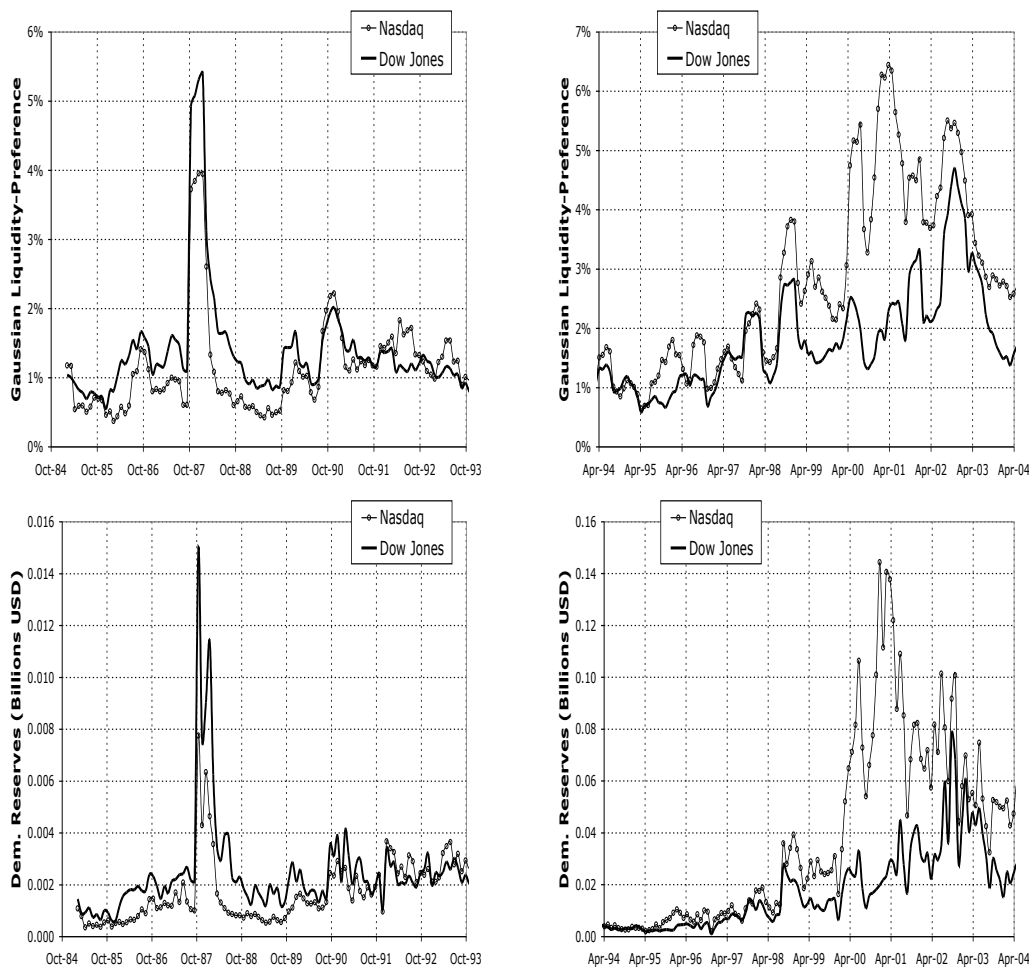 Nasdaq
Dow Jones
Gaussian Liquidity-Preference
6%
5%
4%
3%
2%
1%
0%
Oct-84 Oct-85 Oct-86 Oct-87 Oct-88 Oct-89 Oct-90 Oct-91 Oct-92 Oct-93
Nasdaq
Dow Jones
Gaussian Liquidity-Preference
7%
6%
5%
4%
3%
2%
1%
0%
Apr-94 Apr-95 Apr-96 Apr-97 Apr-98 Apr-99 Apr-00 Apr-01 Apr-02 Apr-03 Apr-04
Nasdaq
Dow Jones
Dem. Reserves (Billions USD)
0.016
0.014
0.012
0.010
0.008
0.006
0.004
0.002
0.000
Oct-84 Oct-85 Oct-86 Oct-87 Oct-88 Oct-89 Oct-90 Oct-91 Oct-92 Oct-93
Nasdaq
Dow Jones
Dem. Reserves (Billions USD)
0.16
0.14
0.12
0.10
0.08
0.06
0.04
0.02
0.00
Apr-94 Apr-95 Apr-96 Apr-97 Apr-98 Apr-99 Apr-00 Apr-01 Apr-02 Apr-03 Apr-04